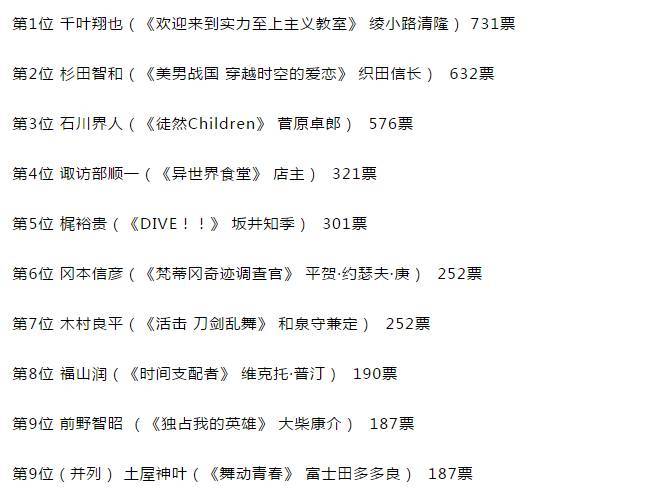 第1位 千叶翔也（《欢迎来到实力至上主义教室》 绫小路清隆） 731票
第2位 杉田智和（《美男战国 穿越时空的爱恋》 织田信长） 632票
第3位 石川界人（《徒然Children》 菅原卓郎） 576票
第4位 诹访部顺一（《异世界食堂》 店主） 321票
第5位 梶裕贵（《DIVE！！》 坂井知季） 301票
第6位 冈本信彦（《梵蒂冈奇迹调查官》 平贺·约瑟夫·庚） 252票
第7位 木村良平（《活击 刀剑乱舞》 和泉守兼定） 252票
第8位 福山润（《时间支配者》 维克托·普汀） 190票
第9位 前野智昭 （《独占我的英雄》 大柴康介） 187票
第9位（并列） 土屋神叶（《舞动青春》 富士田多多良） 187票